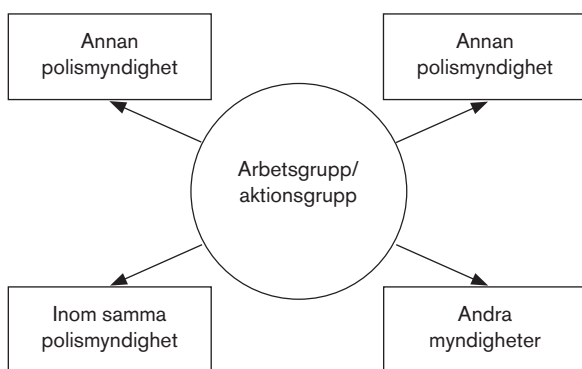 Annan
polismyndighet
Annan
polismyndighet
Arbetsgrupp/
aktionsgrupp
Inom samma
polismyndighet
Andra
myndigheter